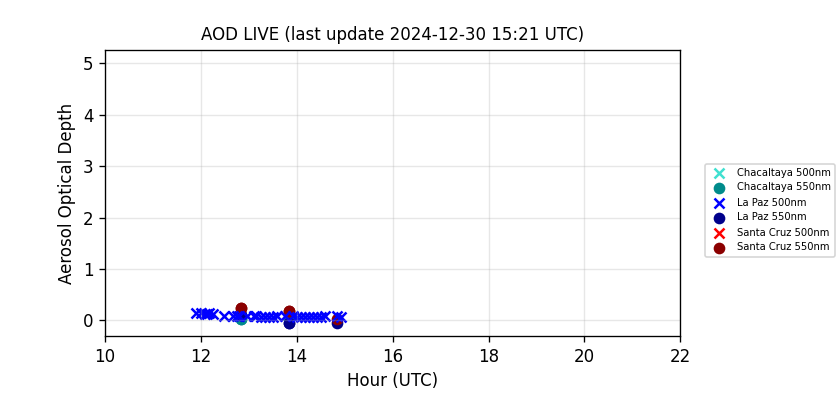 AOD LIVE (last update 2024-12-30 15:21 UTC)
5
4
3
2
1
0
Aerosol Optical Depth
10 12 14 16 18 20 22
Hour (UTC)
Chacaltaya 500nm
Chacaltaya 550nm
La Paz 500nm
La Paz 550nm
Santa Cruz 500nm
Santa Cruz 550nm